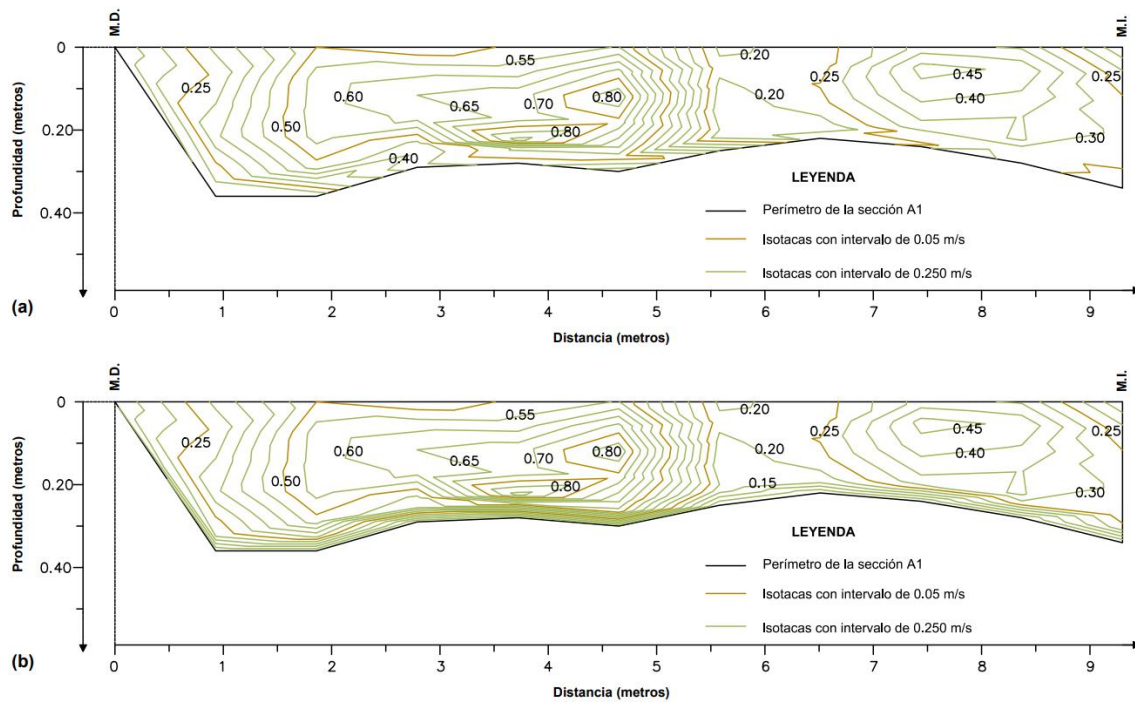 M.D.
M.I.
0
0.20
0.40
Profundidad (metros)
0.25
0.50
0.60
0.40
0.65
0.55
0.70
0.80
0.80
0.20
0.20
0.25
0.45
0.40
0.25
0.30
LEYENDA
Perímetro de la sección A1
Isotacas con intervalo de 0.05 m/s
Isotacas con intervalo de 0.250 m/s
(a)
0 1 2 3 4 5 6 7 8 9
Distancia (metros)
M.D.
M.I.
0
0.20
0.40
Profundidad (metros)
0.25
0.50
0.60
0.65
0.55
0.70
0.80
0.80
0.20
0.20
0.15
0.25
0.45
0.40
0.25
0.30
LEYENDA
Perímetro de la sección A1
Isotacas con intervalo de 0.05 m/s
Isotacas con intervalo de 0.250 m/s
(b)
0 1 2 3 4 5 6 7 8 9
Distancia (metros)